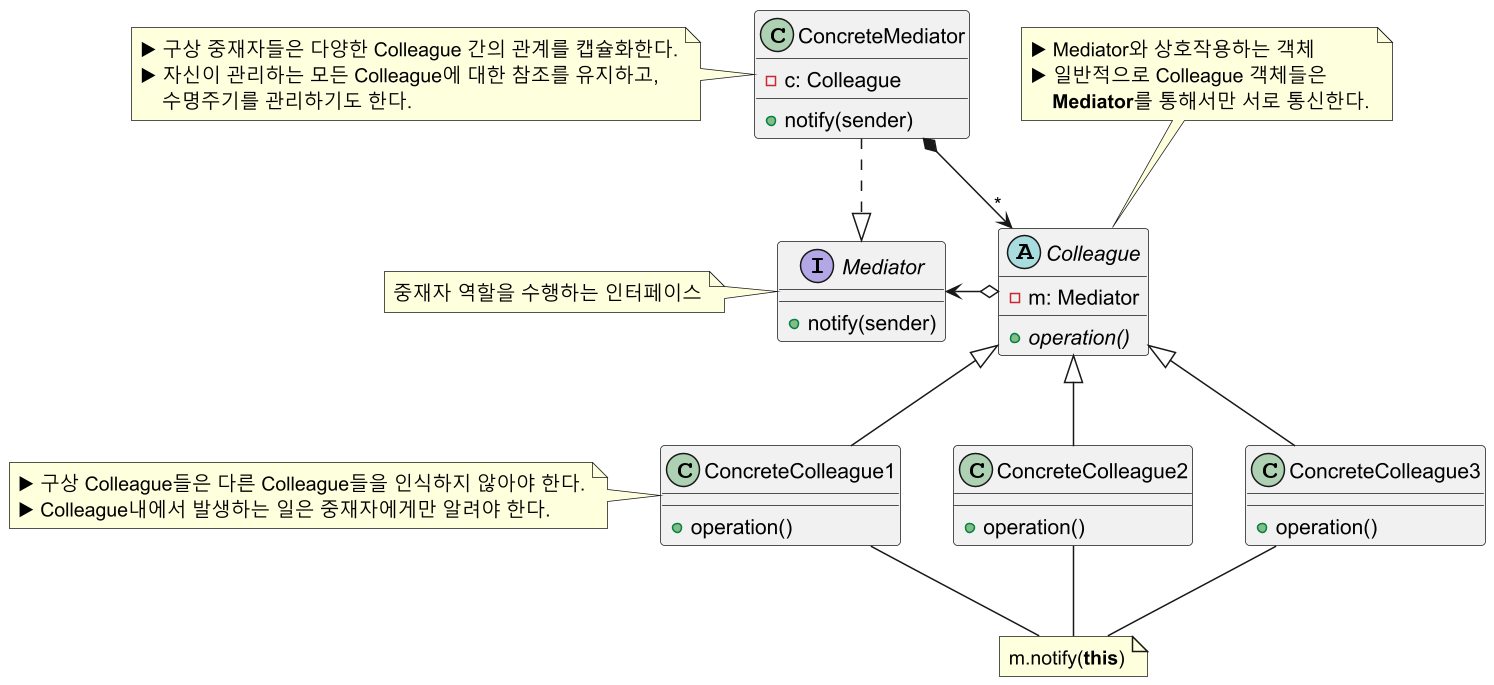 ▶ 구상 중재자들은 다양한 Colleague 간의 관계를 캡슐화한다.
▶ 자신이 관리하는 모든 Colleague에 대한 참조를 유지하고,
수명주기를 관리하기도 한다.
C ConcreteMediator
c: Colleague
notify(sender)
▶ Mediator와 상호작용하는 객체
▶ 일반적으로 Colleague 객체들은
Mediator를 통해서만 서로 통신한다.
*
중재자 역할을 수행하는 인터페이스
I Mediator
notify(sender)
A Colleague
m: Mediator
operation()
▶ 구상 Colleague들은 다른 Colleague들을 인식하지 않아야 한다.
▶ Colleague내에서 발생하는 일은 중재자에게만 알려야 한다.
C ConcreteColleague1
operation()
C ConcreteColleague2
operation()
C ConcreteColleague3
operation()
m.notify(this)